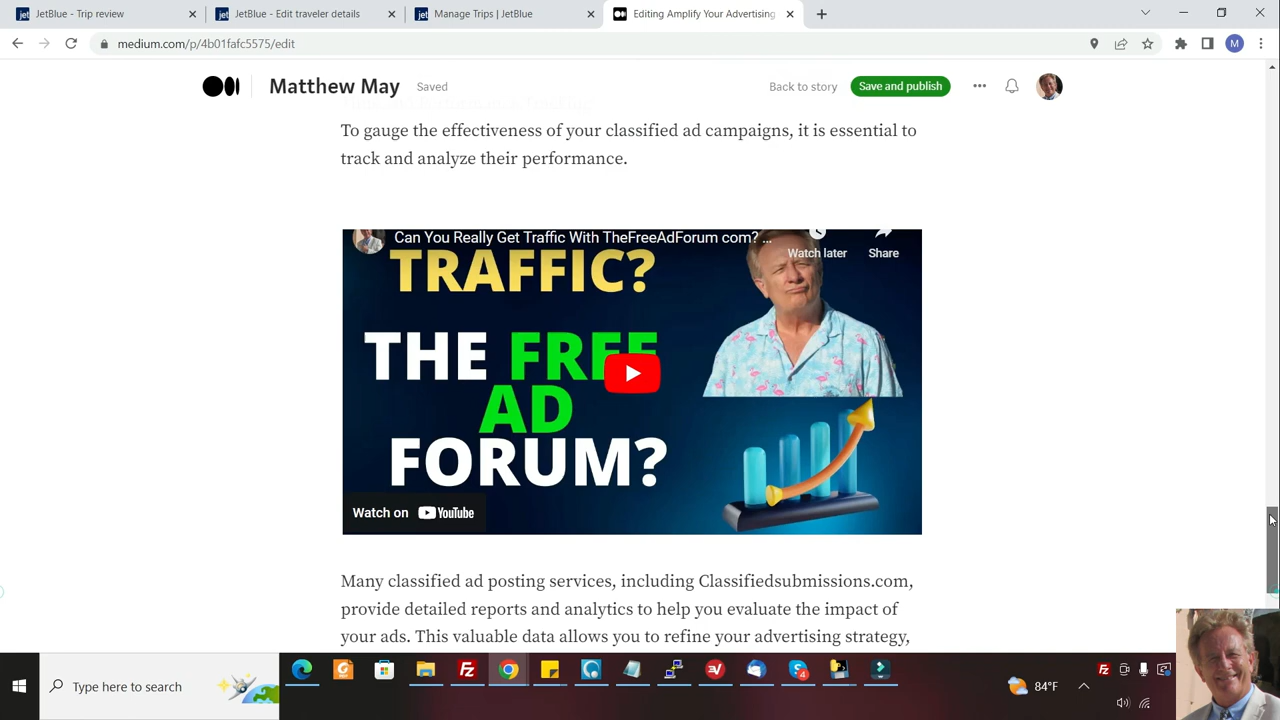 JetBlue - Trip review
JetBlue - Edit traveler details
Manage Trips | JetBlue
Editing Amplify Your Advertising
medium.com/p/4b01fafc5575/edit
M
Matthew May
Saved
Back to story
Save and publish
To gauge the effectiveness of your classified ad campaigns, it is essential to
track and analyze their performance.
Can You Really Get Traffic With TheFreeAdForum com? ...
Watch later
Share
TRAFFIC?
THE FREE
AD
FORUM?
Watch on YouTube
Many classified ad posting services, including Classifiedsubmissions.com,
provide detailed reports and analytics to help you evaluate the impact of
your ads. This valuable data allows you to refine your advertising strategy,
Type here to search
84°F